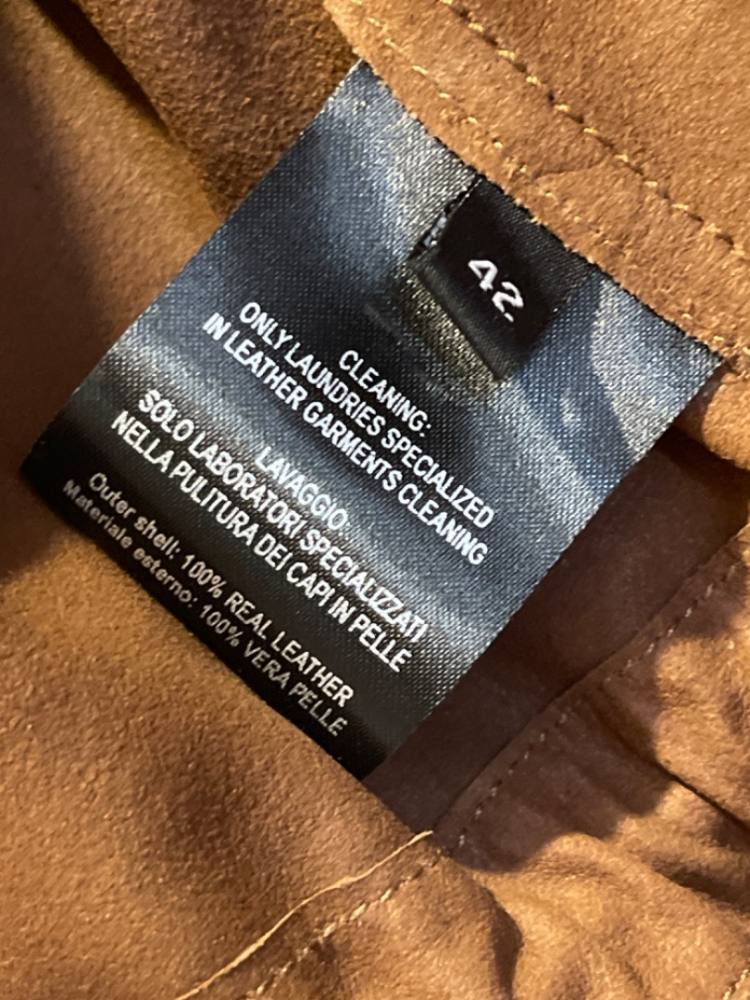 42
CLEANING:
ONLY LAUNDRIES SPECIALIZED
IN LEATHER GARMENTS CLEANING
LAVAGGIO
SOLO LABORATORI SPECIALIZZATI
NELLA PULITURA DEI CAPI IN PELLE
Outer shell: 100% REAL LEATHER
Materiale esterno: 100% VERA PELLE